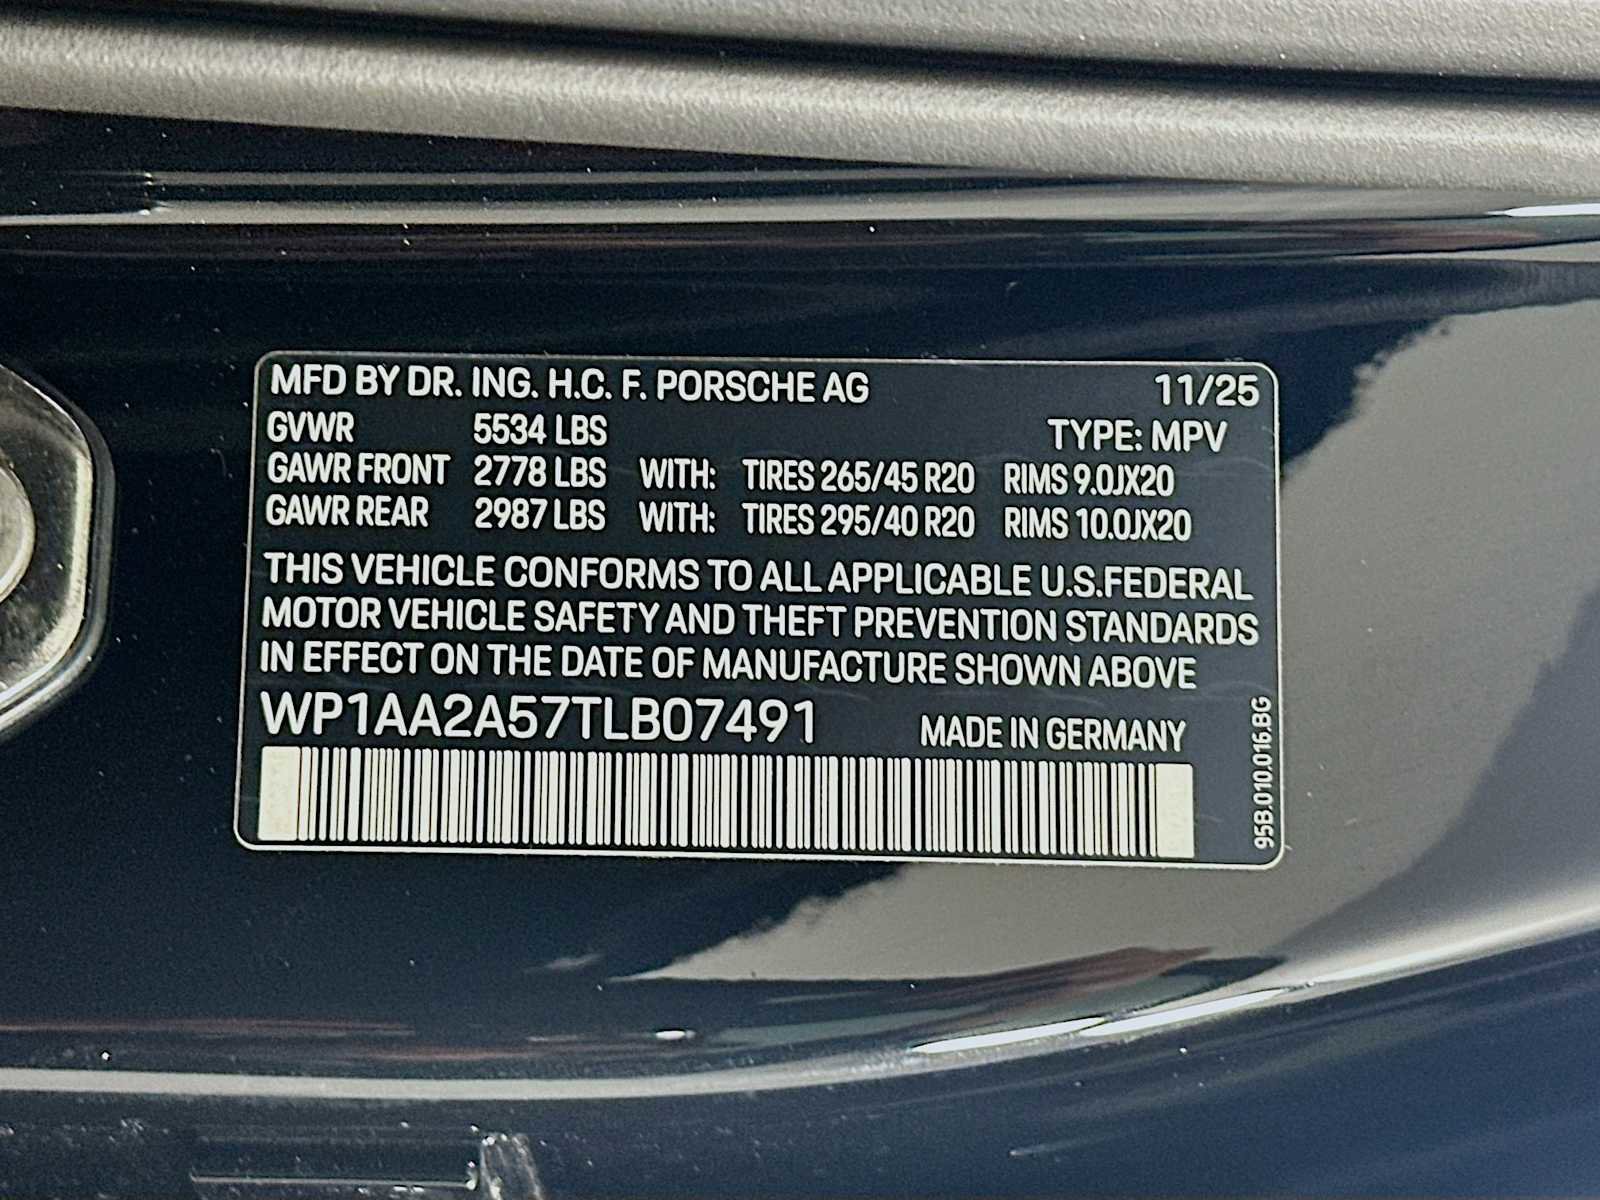 MFD BY DR. ING. H.C. F. PORSCHE AG 11/25
GVWR 5534 LBS TYPE: MPV
GAWR FRONT 2778 LBS WITH: TIRES 265/45 R20 RIMS 9.0JX20
GAWR REAR 2987 LBS WITH: TIRES 295/40 R20 RIMS 10.0JX20
THIS VEHICLE CONFORMS TO ALL APPLICABLE U.S.FEDERAL
MOTOR VEHICLE SAFETY AND THEFT PREVENTION STANDARDS
IN EFFECT ON THE DATE OF MANUFACTURE SHOWN ABOVE
WP1AA2A57TLB07491 MADE IN GERMANY
95B.010.016.BG